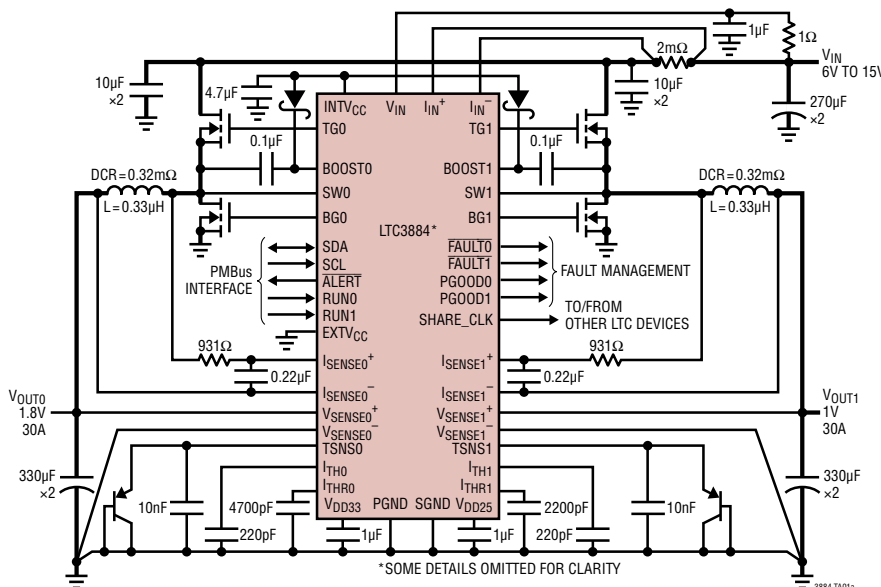 1µF
1Ω
2mΩ
V_IN
6V TO 15V
10µF
×2
4.7µF
10µF
×2
270µF
×2
INTV_CC
V_IN
I_IN+
I_IN–
TG0
TG1
0.1µF
0.1µF
BOOST0
BOOST1
DCR = 0.32mΩ
L = 0.33µH
DCR = 0.32mΩ
L = 0.33µH
SW0
SW1
BG0
BG1
LTC3884*
PMBus
INTERFACE
SDA
SCL
ALERT
RUN0
RUN1
EXTV_CC
FAULT0
FAULT1
PGOOD0
PGOOD1
SHARE_CLK
FAULT MANAGEMENT
TO/FROM
OTHER LTC DEVICES
931Ω
931Ω
0.22µF
0.22µF
I_SENSE0+
I_SENSE1+
I_SENSE0–
I_SENSE1–
V_SENSE0+
V_SENSE1+
V_SENSE0–
V_SENSE1–
TSNS0
TSNS1
I_TH0
I_TH1
I_THR0
I_THR1
V_DD33
PGND
SGND
V_DD25
V_OUT0
1.8V
30A
V_OUT1
1V
30A
330µF
×2
10nF
4700pF
220pF
1µF
1µF
2200pF
220pF
10nF
330µF
×2
*SOME DETAILS OMITTED FOR CLARITY
3884 TA01a